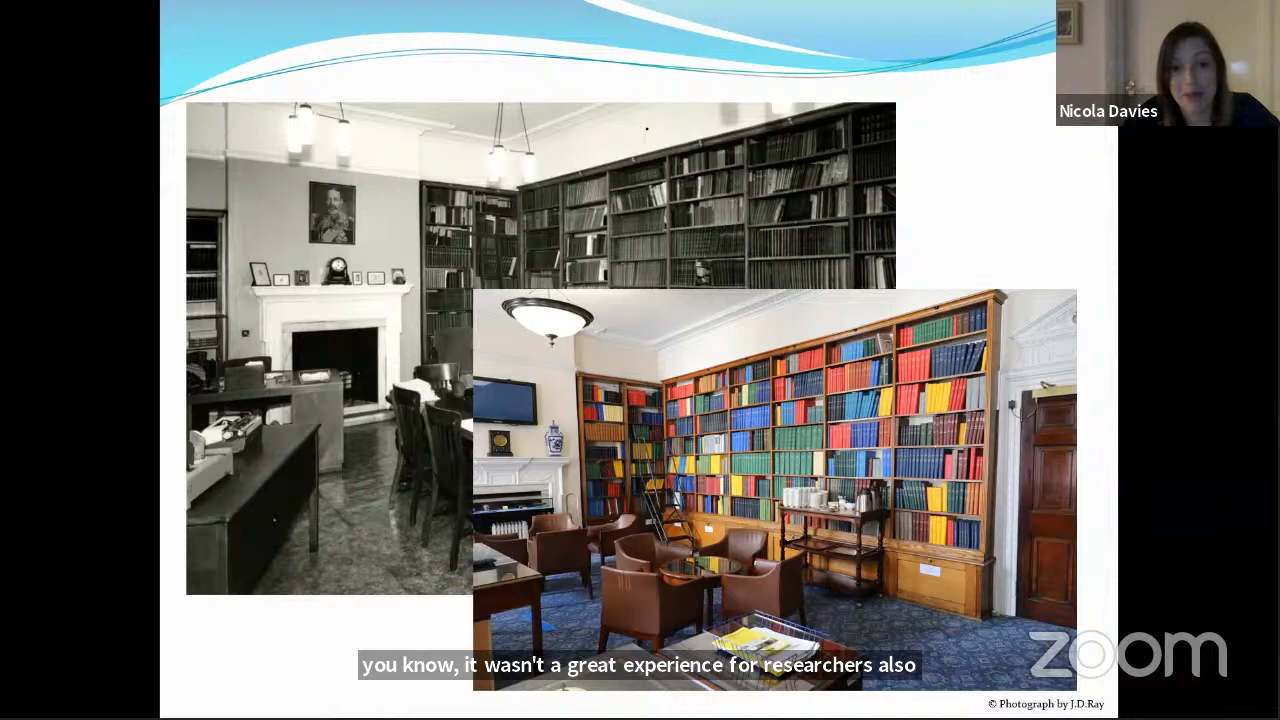 Nicola Davies
you know, it wasn't a great experience for researchers also
zoom
© Photograph by J.D.Ray